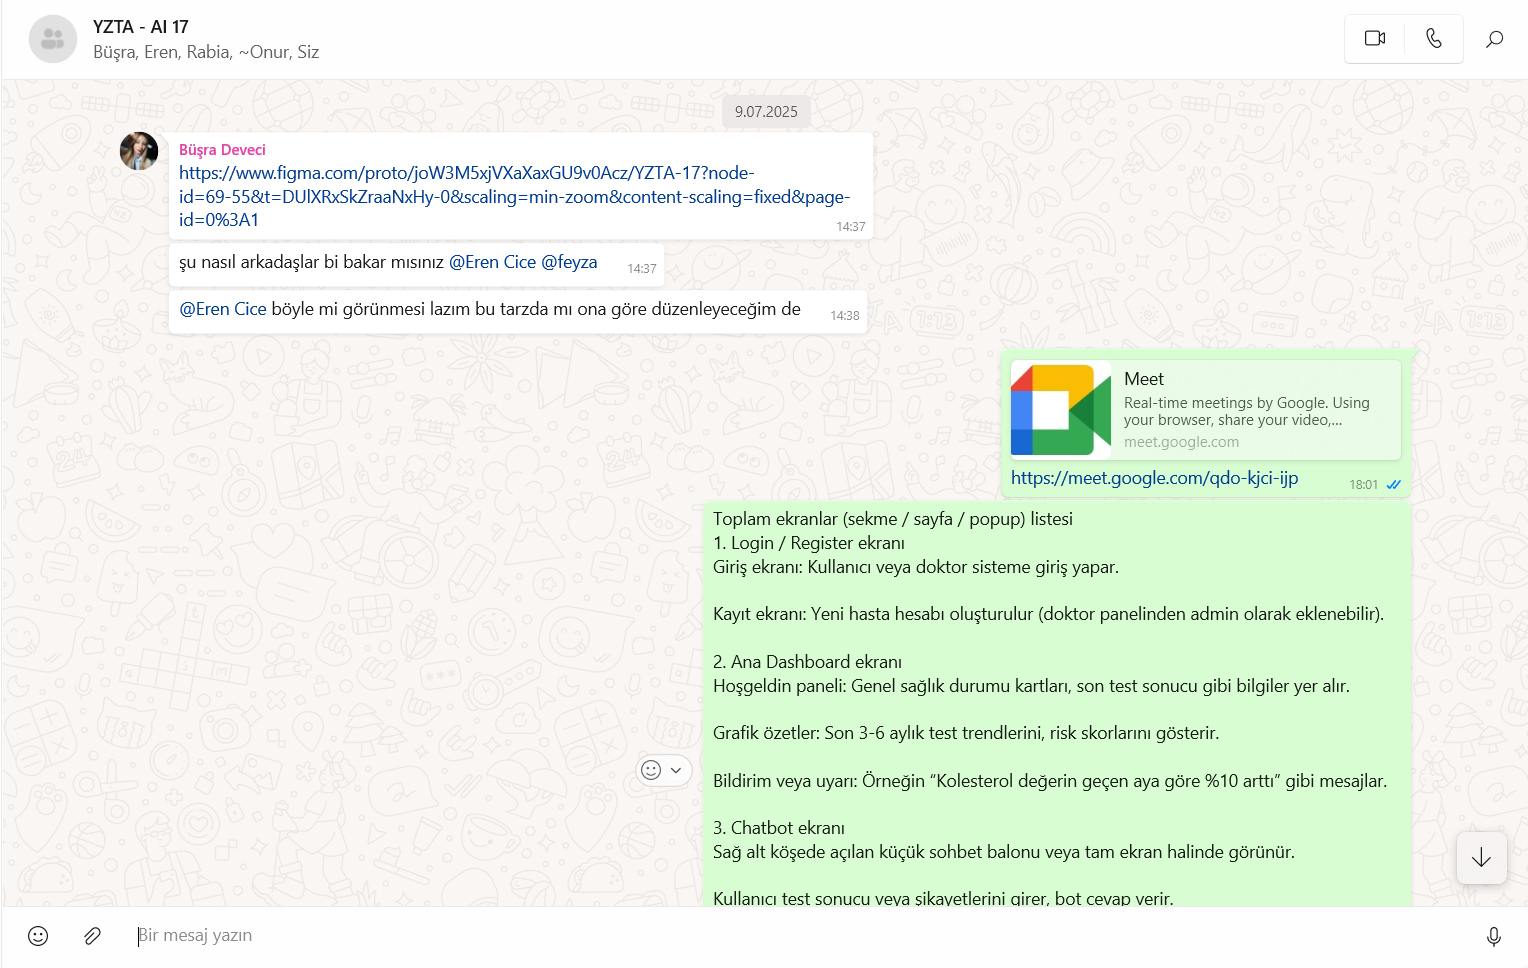 YZTA - AI 17
Büşra, Eren, Rabia, ~Onur, Siz
9.07.2025
Büşra Deveci
https://www.figma.com/proto/joW3M5xjVXaXaxGU9v0Acz/YZTA-17?node-
id=69-55&t=DUlXRxSkZraaNxHy-0&scaling=min-zoom&content-scaling=fixed&page-
id=0%3A1
14:37
şu nasıl arkadaşlar bi bakar mısınız @Eren Cice @feyza
14:37
@Eren Cice böyle mi görünmesi lazım bu tarzda mı ona göre düzenleyeceğim de
14:38
Meet
Real-time meetings by Google. Using
your browser, share your video,...
meet.google.com
https://meet.google.com/qdo-kjci-ijp
18:01
Toplam ekranlar (sekme / sayfa / popup) listesi
1. Login / Register ekranı
Giriş ekranı: Kullanıcı veya doktor sisteme giriş yapar.
Kayıt ekranı: Yeni hasta hesabı oluşturulur (doktor panelinden admin olarak eklenebilir).
2. Ana Dashboard ekranı
Hoşgeldin paneli: Genel sağlık durumu kartları, son test sonucu gibi bilgiler yer alır.
Grafik özetler: Son 3-6 aylık test trendlerini, risk skorlarını gösterir.
Bildirim veya uyarı: Örneğin “Kolesterol değerin geçen aya göre %10 arttı” gibi mesajlar.
3. Chatbot ekranı
Sağ alt köşede açılan küçük sohbet balonu veya tam ekran halinde görünür.
Kullanıcı test sonucu veya şikayetlerini girer, bot cevap verir.
Bir mesaj yazın